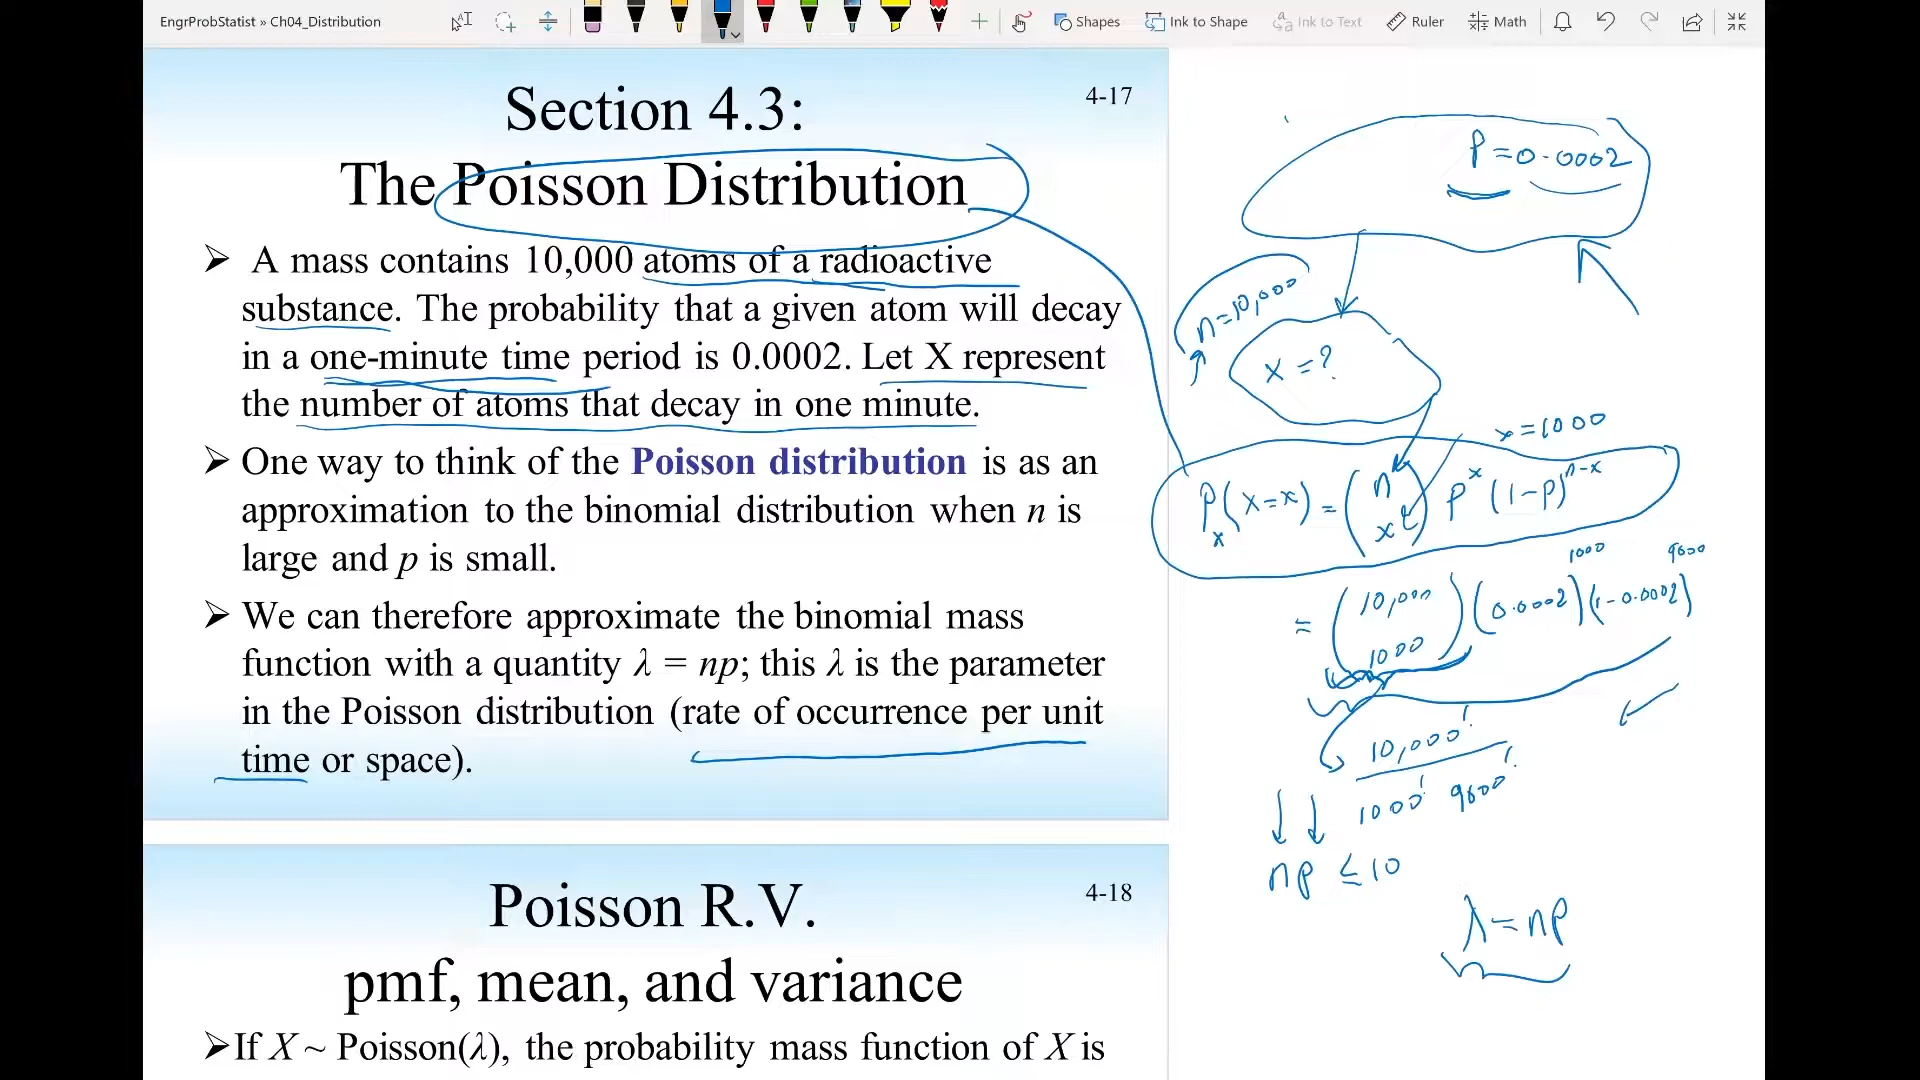 EngrProbStatist » Ch04_Distribution
Shapes Ink to Shape Ink to Text Ruler Math
Section 4.3:
4-17
The Poisson Distribution
➢ A mass contains 10,000 atoms of a radioactive
substance. The probability that a given atom will decay
in a one-minute time period is 0.0002. Let X represent
the number of atoms that decay in one minute.
➢ One way to think of the Poisson distribution is as an
approximation to the binomial distribution when n is
large and p is small.
➢ We can therefore approximate the binomial mass
function with a quantity λ = np; this λ is the parameter
in the Poisson distribution (rate of occurrence per unit
time or space).
Poisson R.V.
4-18
pmf, mean, and variance
➢If X ~ Poisson(λ), the probability mass function of X is
P = 0.0002
n=10,000
X = ?
x=1000
P_X(X=x) = (n x) p^x (1-p)^n-x
= (10,000 1000) (0.0002)^1000 (1-0.0002)^9000
10,000!
1000! 9000!
np ≤ 10
λ = np